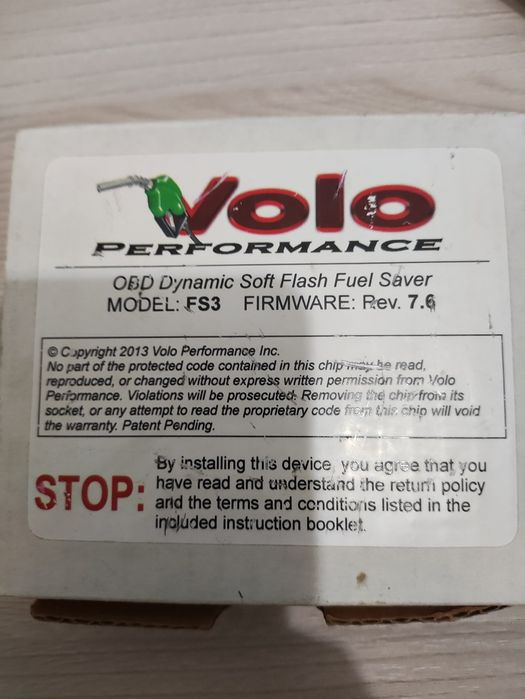 Volo
PERFORMANCE
OBD Dynamic Soft Flash Fuel Saver
MODEL: FS3 FIRMWARE: Rev. 7.6
© Copyright 2013 Volo Performance Inc.
No part of the protected code contained in this chip may be read,
reproduced, or changed without express written permission from Volo
Performance. Violations will be prosecuted. Removing the chip from its
socket, or any attempt to read the proprietary code from this chip will void
the warranty. Patent Pending.
STOP:
By installing this device, you agree that you
have read and understand the return policy
and the terms and conditions listed in the
included instruction booklet.